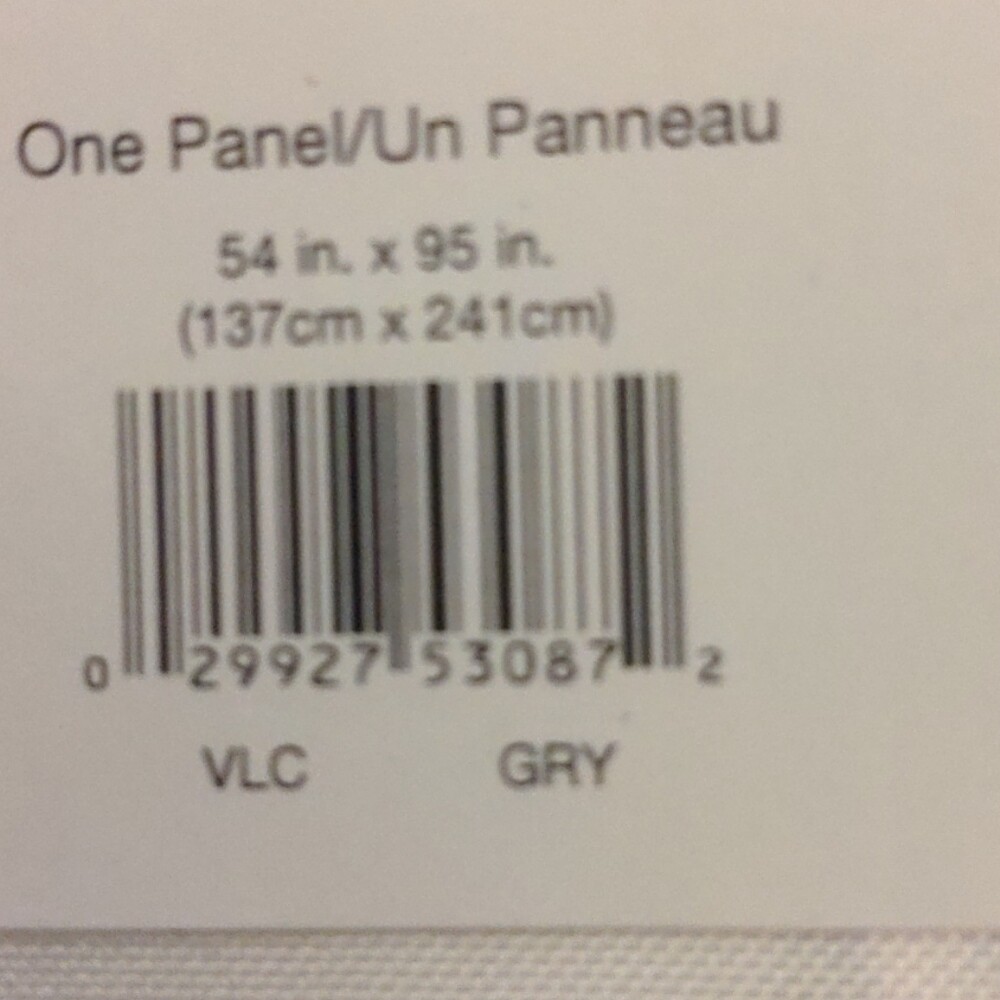 One Panel/Un Panneau
54 in. x 95 in.
(137cm x 241cm)
0 29927 53087 2
VLC GRY